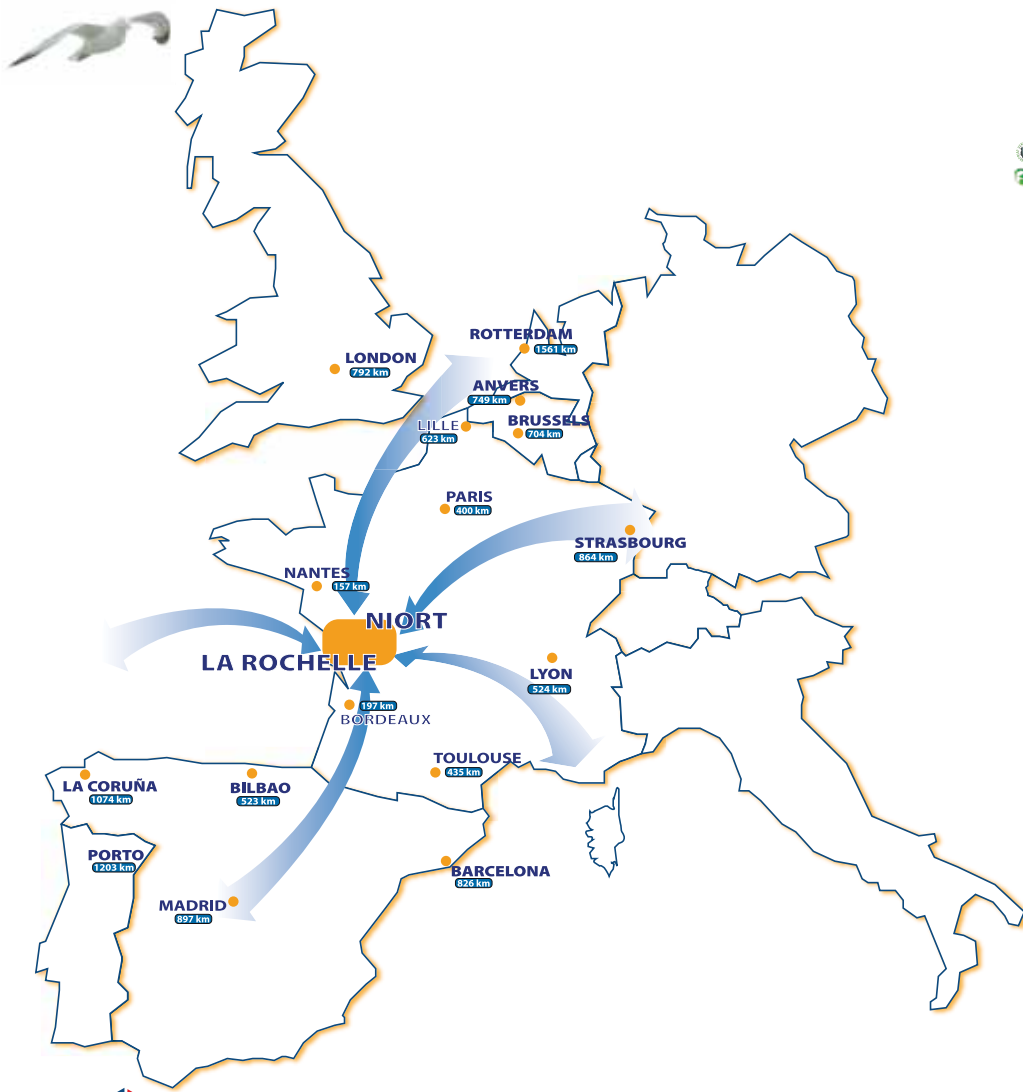 ROTTERDAM
1561 km
LONDON
792 km
ANVERS
749 km
LILLE
623 km
BRUSSELS
704 km
PARIS
400 km
STRASBOURG
864 km
NANTES
157 km
NIORT
LA ROCHELLE
LYON
524 km
197 km
BORDEAUX
TOULOUSE
435 km
LA CORUÑA
1074 km
BILBAO
523 km
PORTO
1203 km
BARCELONA
826 km
MADRID
897 km